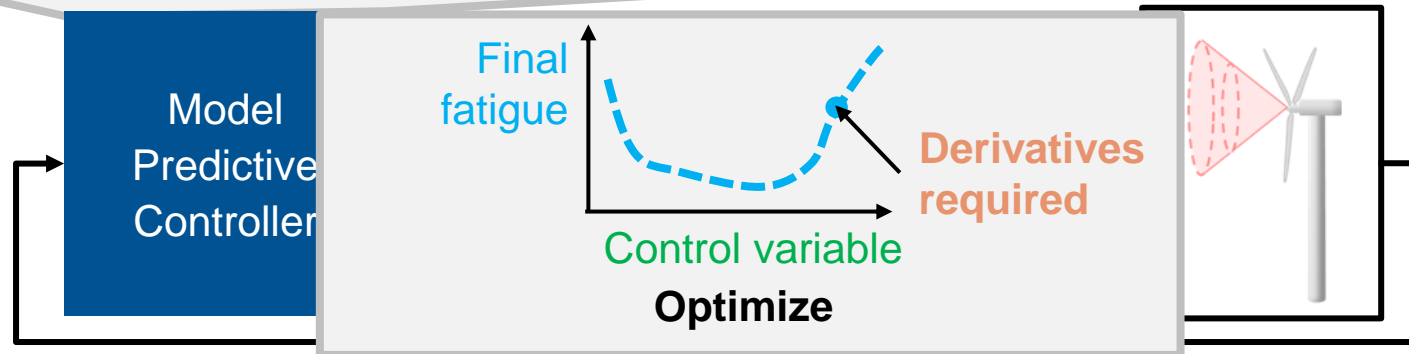 Model
Predictive
Controller
Final
fatigue
Derivatives
required
Control variable
Optimize